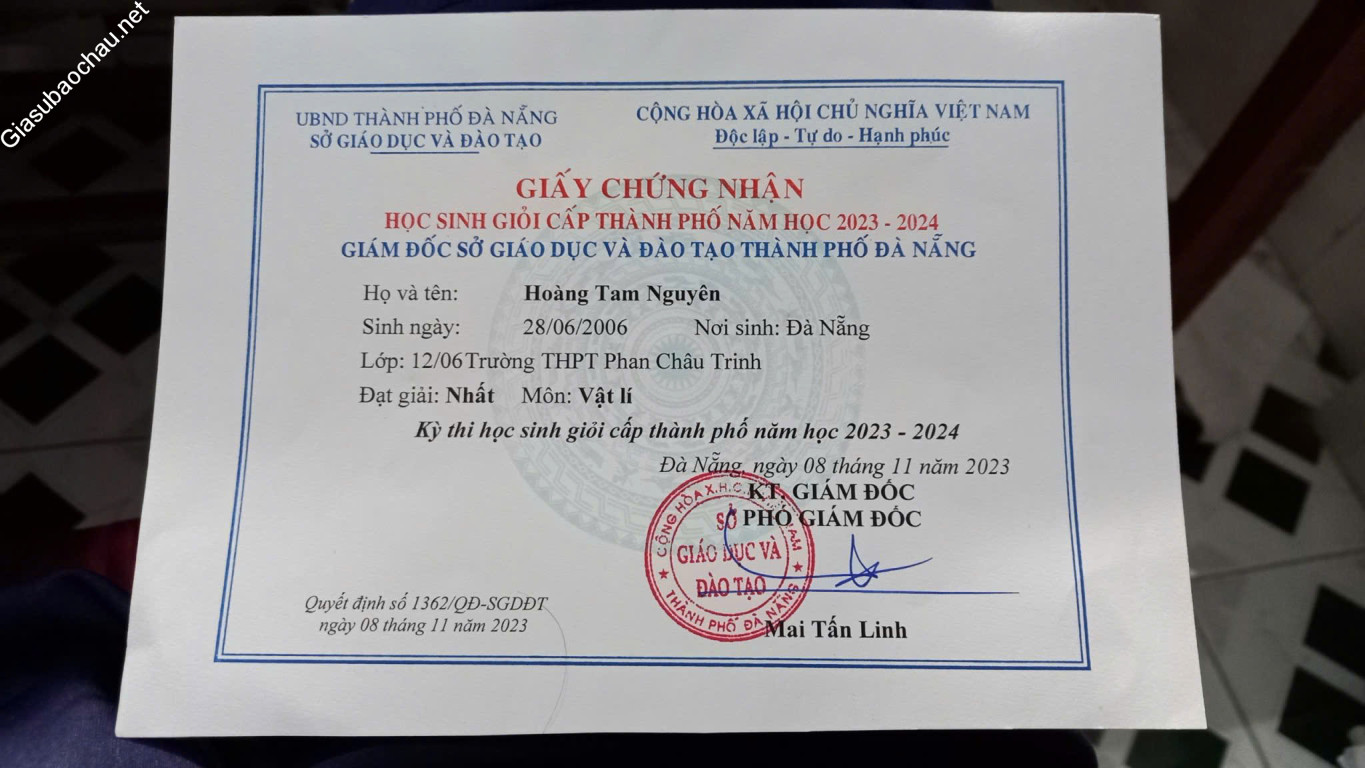 Giasubaochau.net
UBND THÀNH PHỐ ĐÀ NẴNG
SỞ GIÁO DỤC VÀ ĐÀO TẠO
CỘNG HÒA XÃ HỘI CHỦ NGHĨA VIỆT NAM
Độc lập - Tự do - Hạnh phúc
GIẤY CHỨNG NHẬN
HỌC SINH GIỎI CẤP THÀNH PHỐ NĂM HỌC 2023 - 2024
GIÁM ĐỐC SỞ GIÁO DỤC VÀ ĐÀO TẠO THÀNH PHỐ ĐÀ NẴNG
Họ và tên: Hoàng Tam Nguyên
Sinh ngày: 28/06/2006 Nơi sinh: Đà Nẵng
Lớp: 12/06 Trường THPT Phan Châu Trinh
Đạt giải: Nhất Môn: Vật lí
Kỳ thi học sinh giỏi cấp thành phố năm học 2023 - 2024
Đà Nẵng, ngày 08 tháng 11 năm 2023
KT. GIÁM ĐỐC
PHÓ GIÁM ĐỐC
CỘNG HÒA X.H.C.N VIỆT NAM
SỞ
GIÁO DỤC VÀ
ĐÀO TẠO
THÀNH PHỐ ĐÀ NẴNG
Mai Tấn Linh
Quyết định số 1362/QĐ-SGDĐT
ngày 08 tháng 11 năm 2023